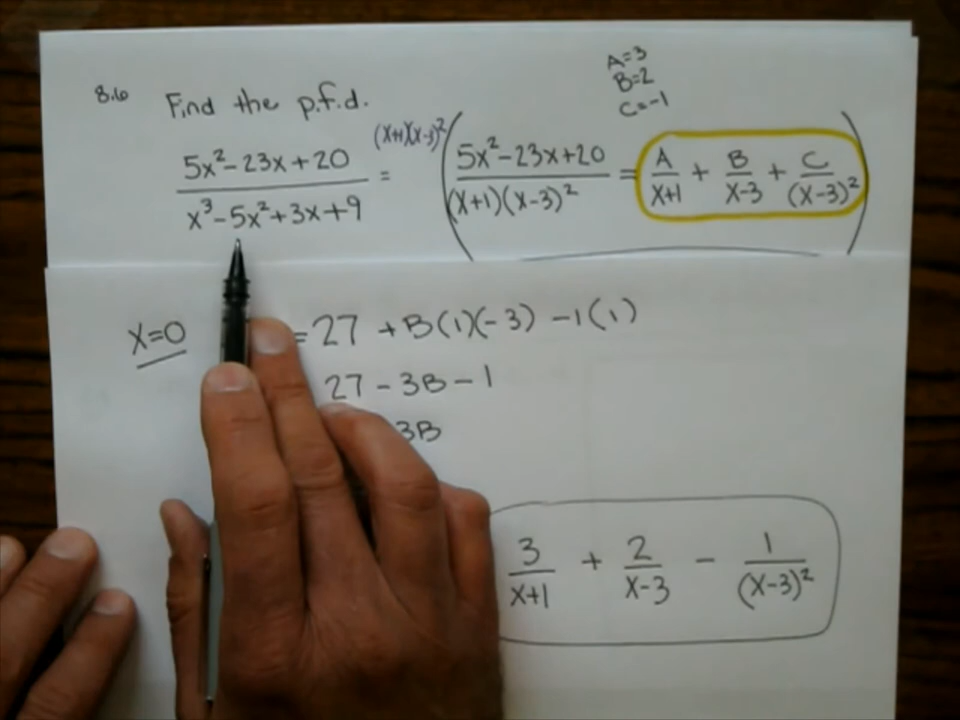 A=3
B=2
C=-1
8.6 Find the p.f.d.
(x+1)(x-3)²
5x²-23x+20 / x³-5x²+3x+9 = ( 5x²-23x+20 / (x+1)(x-3)² = A/x+1 + B/x-3 + C/(x-3)² )
x=0 = 27 + B(1)(-3) -1(1)
27 - 3B - 1
3B
3/x+1 + 2/x-3 - 1/(x-3)²